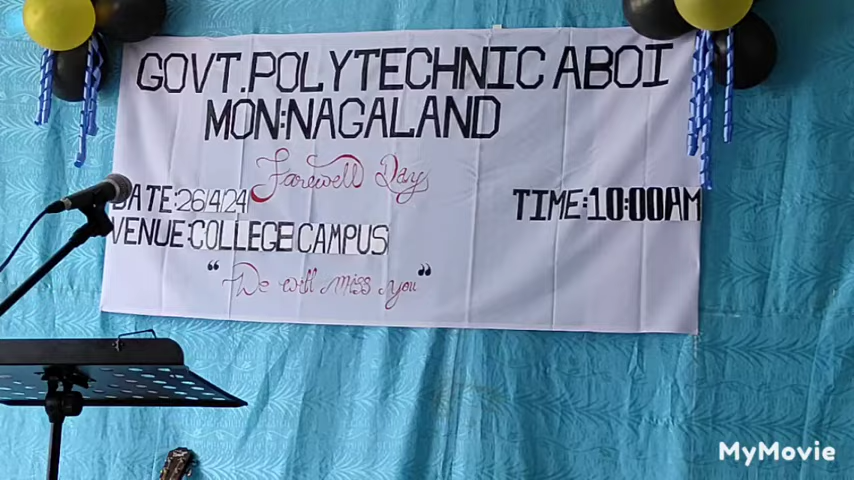 GOVT.POLYTECHNIC ABOI
MON:NAGALAND
Farewell Day
DATE:26/4/24
TIME:10:00AM
VENUE:COLLEGE CAMPUS
"We will miss you"
MyMovie